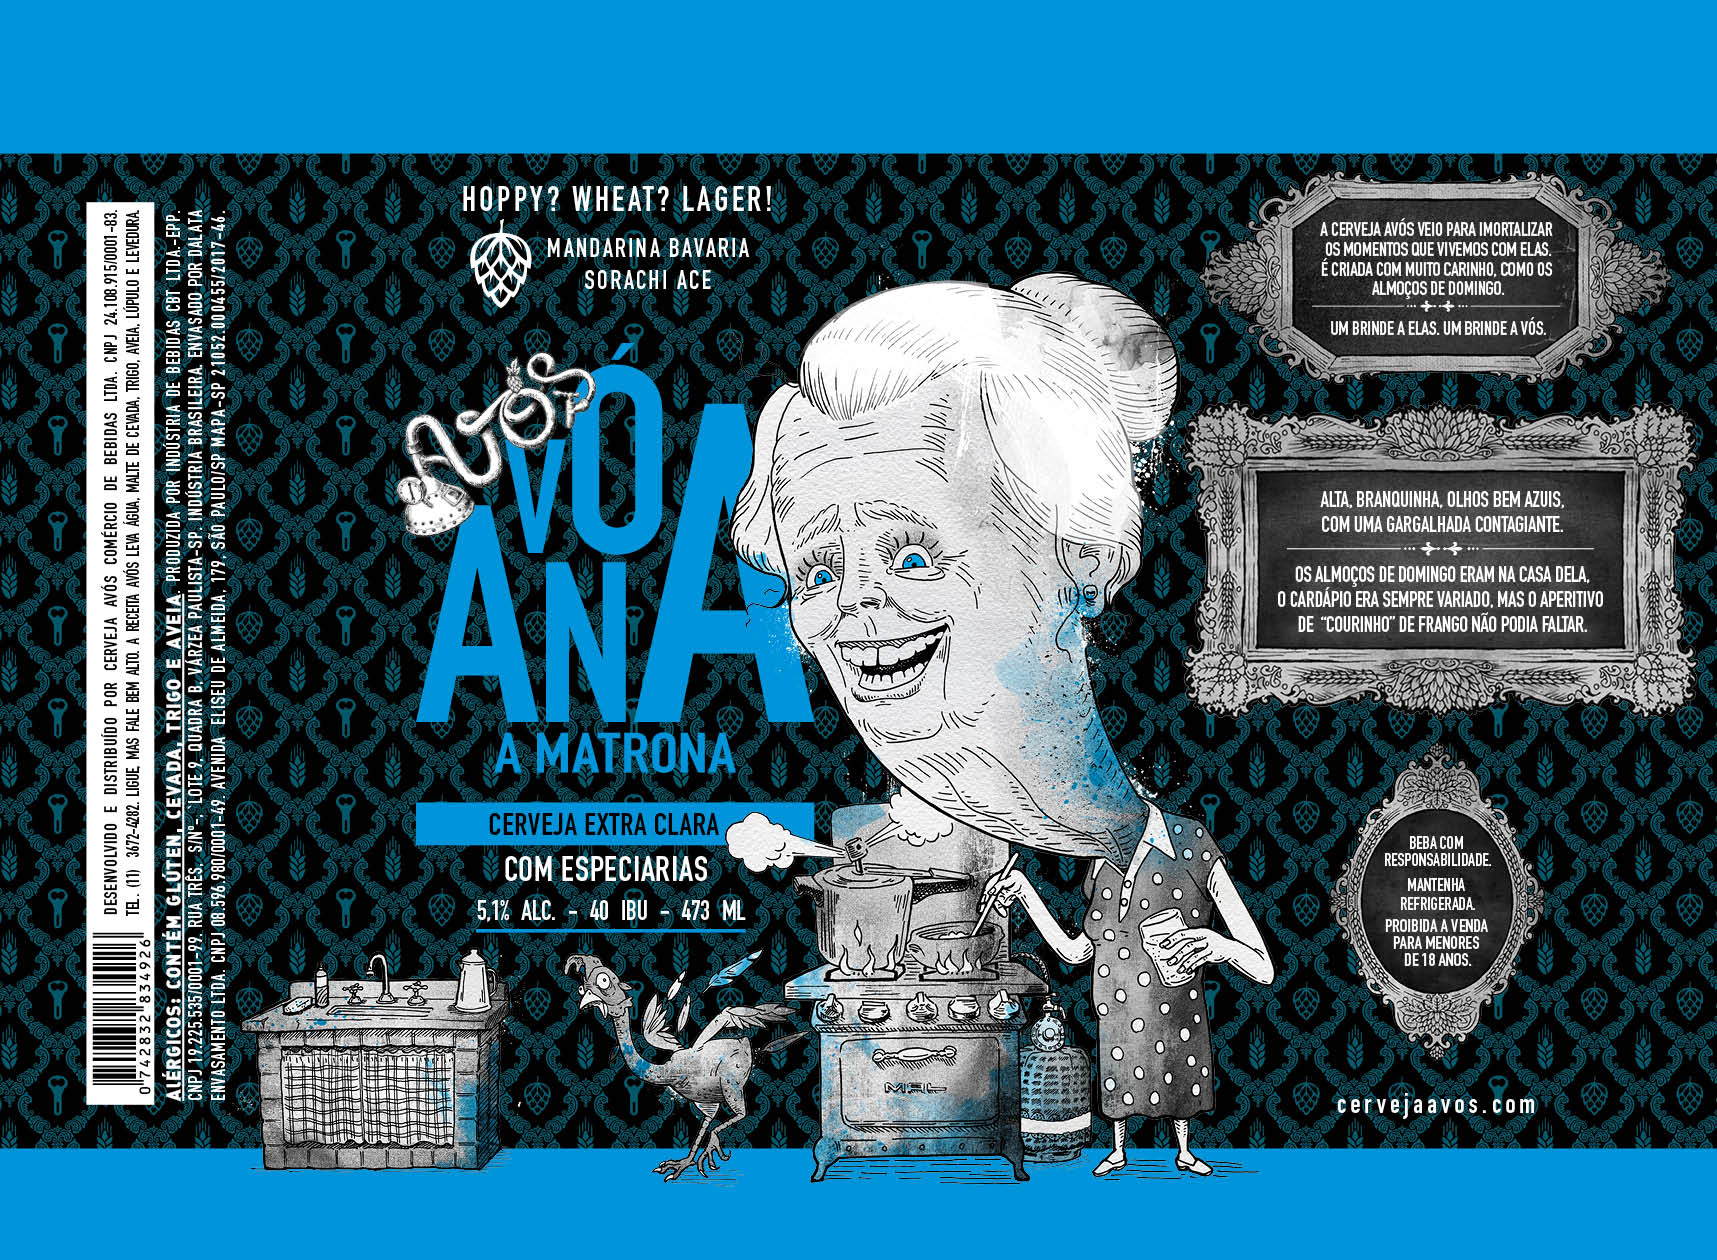 DESENVOLVIDO E DISTRIBUÍDO POR CERVEJA AVÓS COMÉRCIO DE BEBIDAS LTDA. CNPJ 24.108.915/0001-83.
TEL. (11) 3672-4282. LIGUE, MAS FALE BEM ALTO. A RECEITA AVOS LEVA ÁGUA, MALTE DE CEVADA, TRIGO, AVEIA, LÚPULO E LEVEDURA.
0 742832 834926
ALÉRGICOS: CONTÉM GLÚTEN, CEVADA, TRIGO E AVEIA. PRODUZIDA POR INDÚSTRIA DE BEBIDAS CBT LTDA.-EPP.
CNPJ 19.225.535/0001-99. RUA TRÊS, S/Nº-, LOTE 9, QUADRA B, VÁRZEA PAULISTA-SP. INDÚSTRIA BRASILEIRA. ENVASADO POR DALATA
ENVASAMENTO LTDA. CNPJ 08.596.980/0001-49. AVENIDA ELISEU DE ALMEIDA, 179, SÃO PAULO/SP MAPA-SP 21052.000455/2017-46.
HOPPY? WHEAT? LAGER!
MANDARINA BAVARIA
SORACHI ACE
AVÓS
VÓ
ANA
A MATRONA
CERVEJA EXTRA CLARA
COM ESPECIARIAS
5,1% ALC. - 40 IBU - 473 ML
A CERVEJA AVÓS VEIO PARA IMORTALIZAR
OS MOMENTOS QUE VIVEMOS COM ELAS.
É CRIADA COM MUITO CARINHO, COMO OS
ALMOÇOS DE DOMINGO.
UM BRINDE A ELAS. UM BRINDE A VÓS.
ALTA, BRANQUINHA, OLHOS BEM AZUIS,
COM UMA GARGALHADA CONTAGIANTE.
OS ALMOÇOS DE DOMINGO ERAM NA CASA DELA,
O CARDÁPIO ERA SEMPRE VARIADO, MAS O APERITIVO
DE “COURINHO” DE FRANGO NÃO PODIA FALTAR.
BEBA COM
RESPONSABILIDADE.
MANTENHA
REFRIGERADA.
PROIBIDA A VENDA
PARA MENORES
DE 18 ANOS.
cervejaavos.com